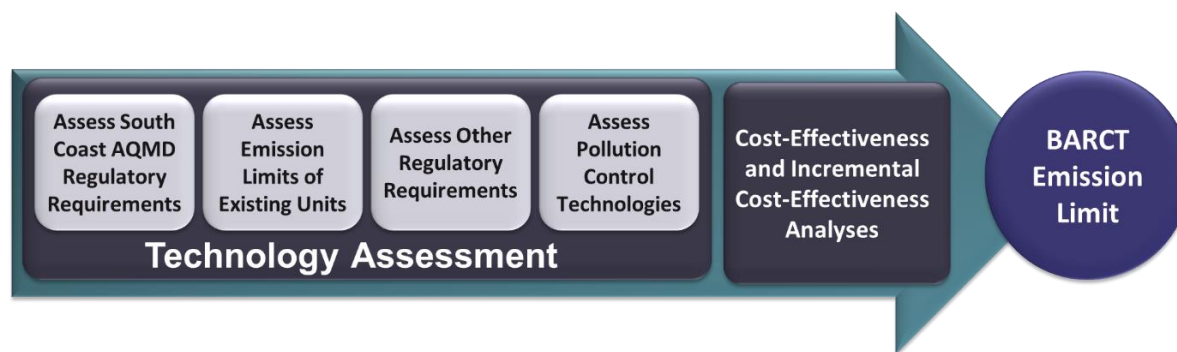 Assess South
Coast AQMD
Regulatory
Requirements
Assess
Emission
Limits of
Existing Units
Assess Other
Regulatory
Requirements
Assess
Pollution
Control
Technologies
Technology Assessment
Cost-Effectiveness
and Incremental
Cost-Effectiveness
Analyses
BARCT
Emission
Limit